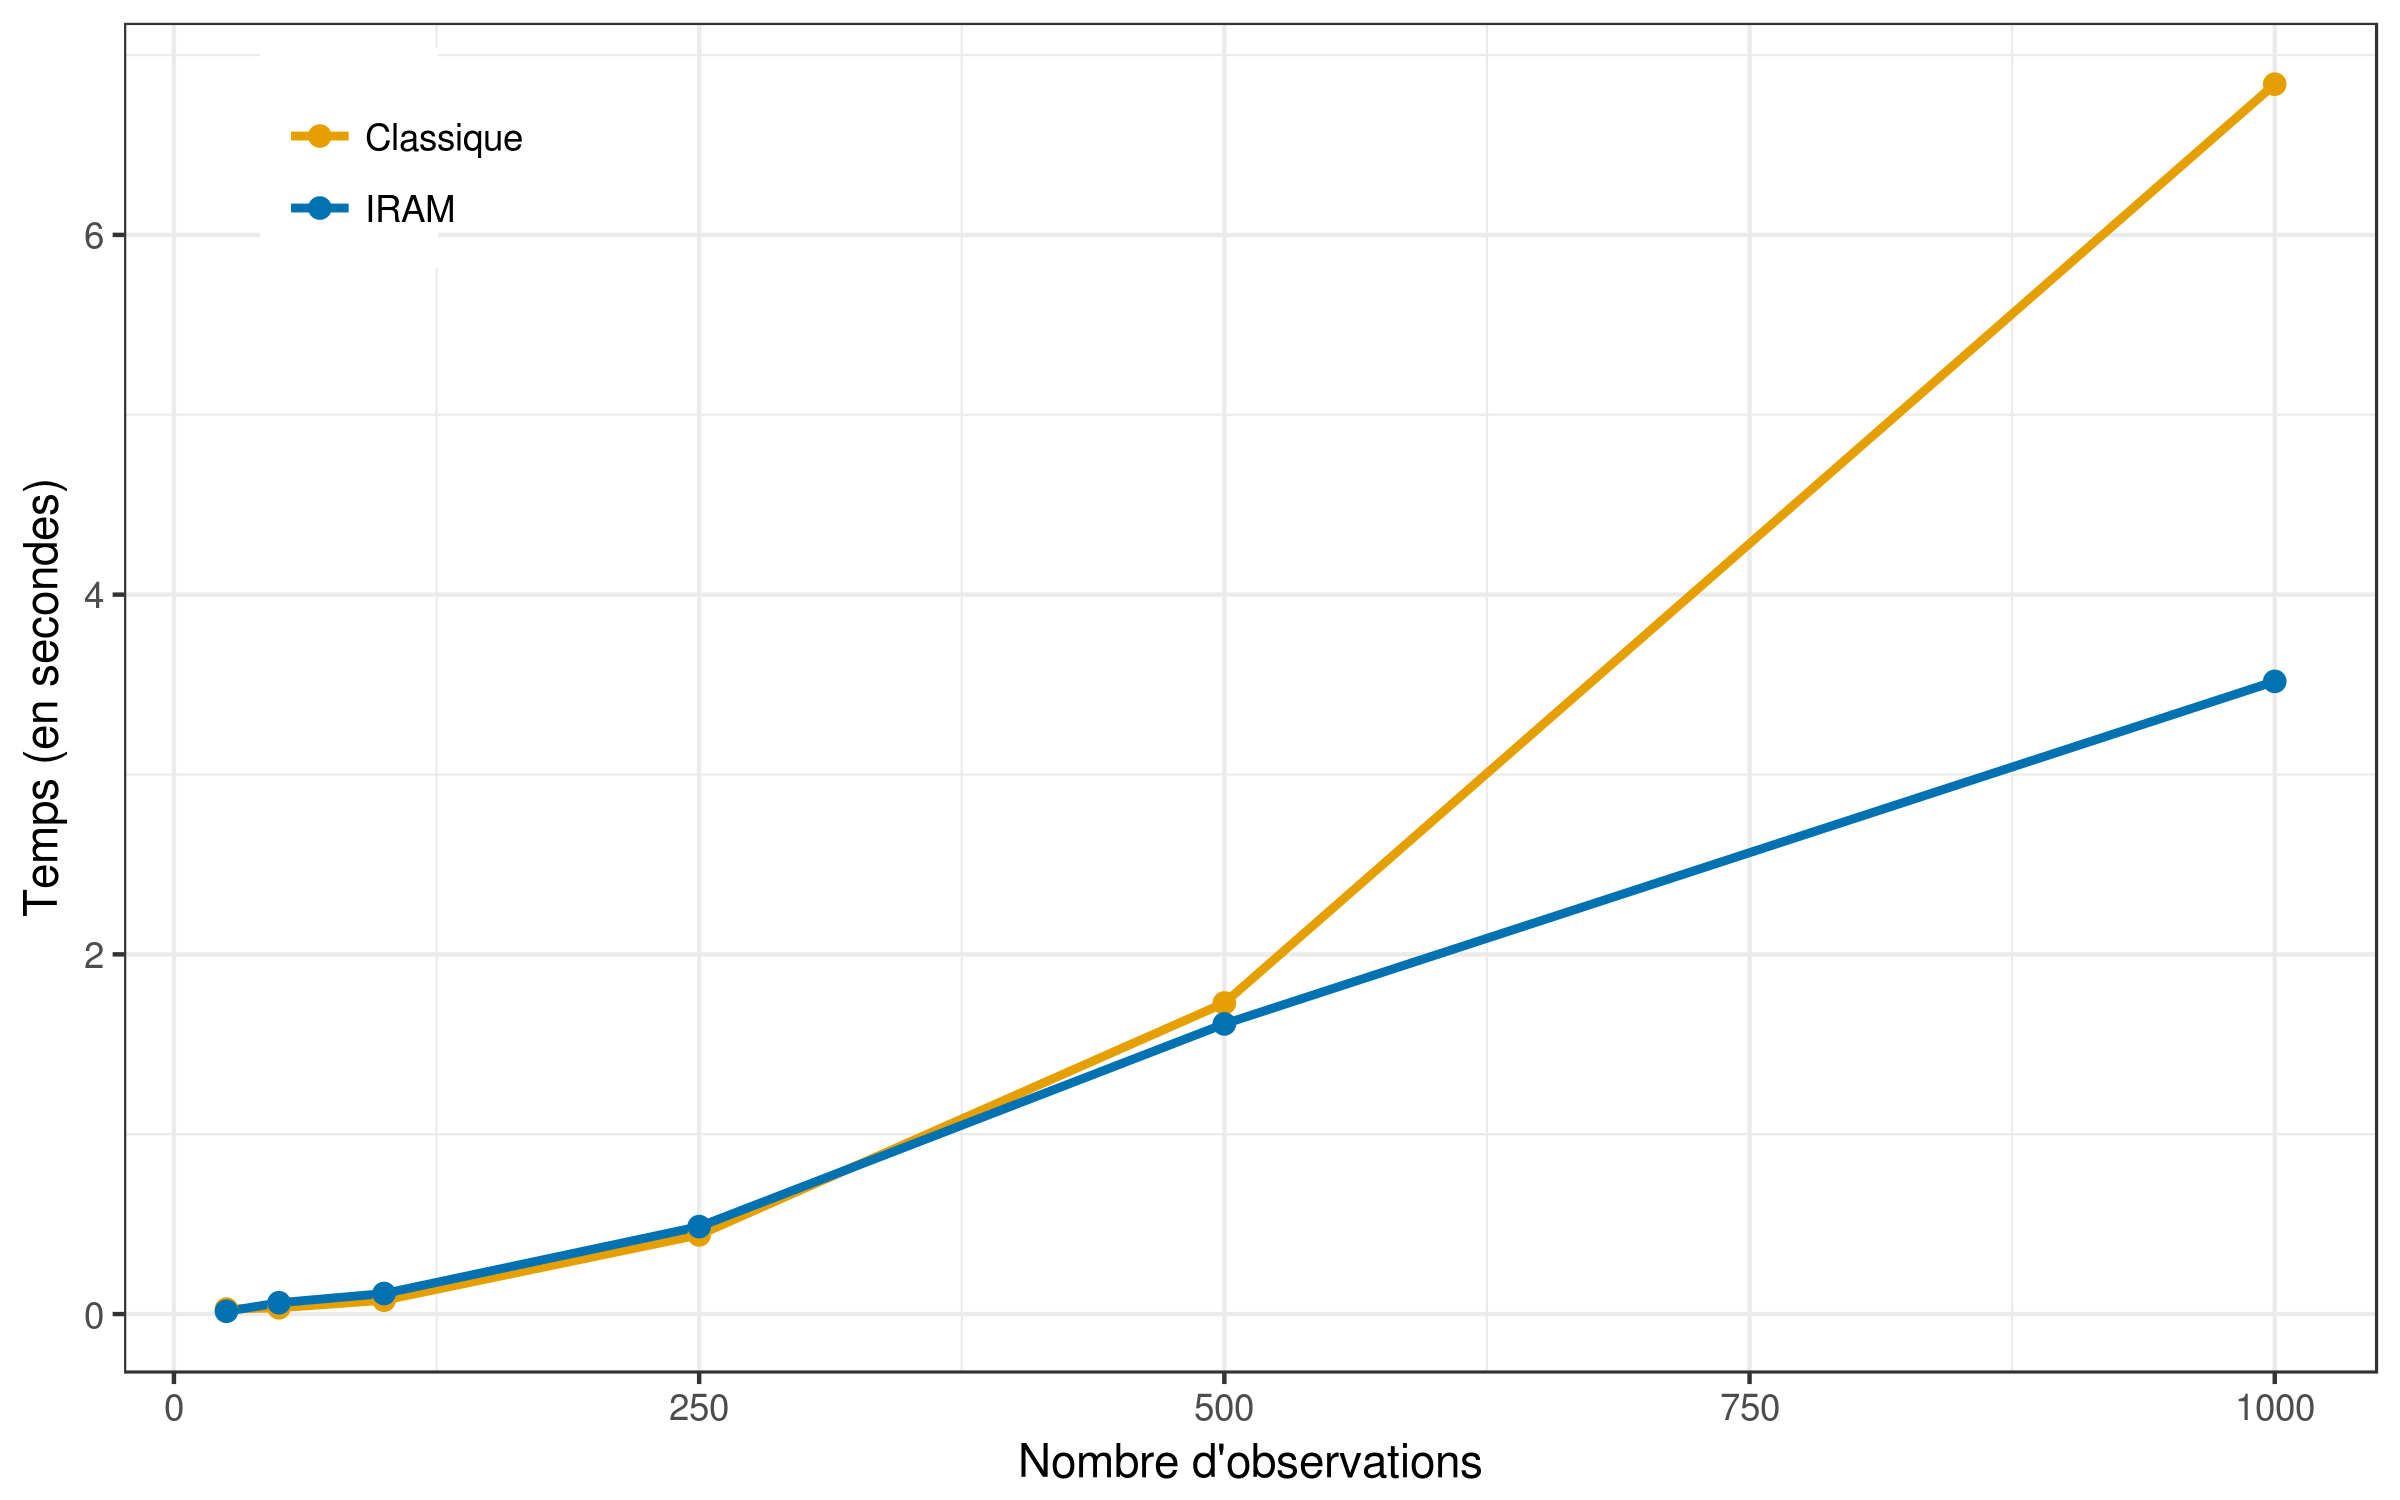 Classique
IRAM
6
4
2
0
Temps (en secondes)
0 250 500 750 1000
Nombre d'observations